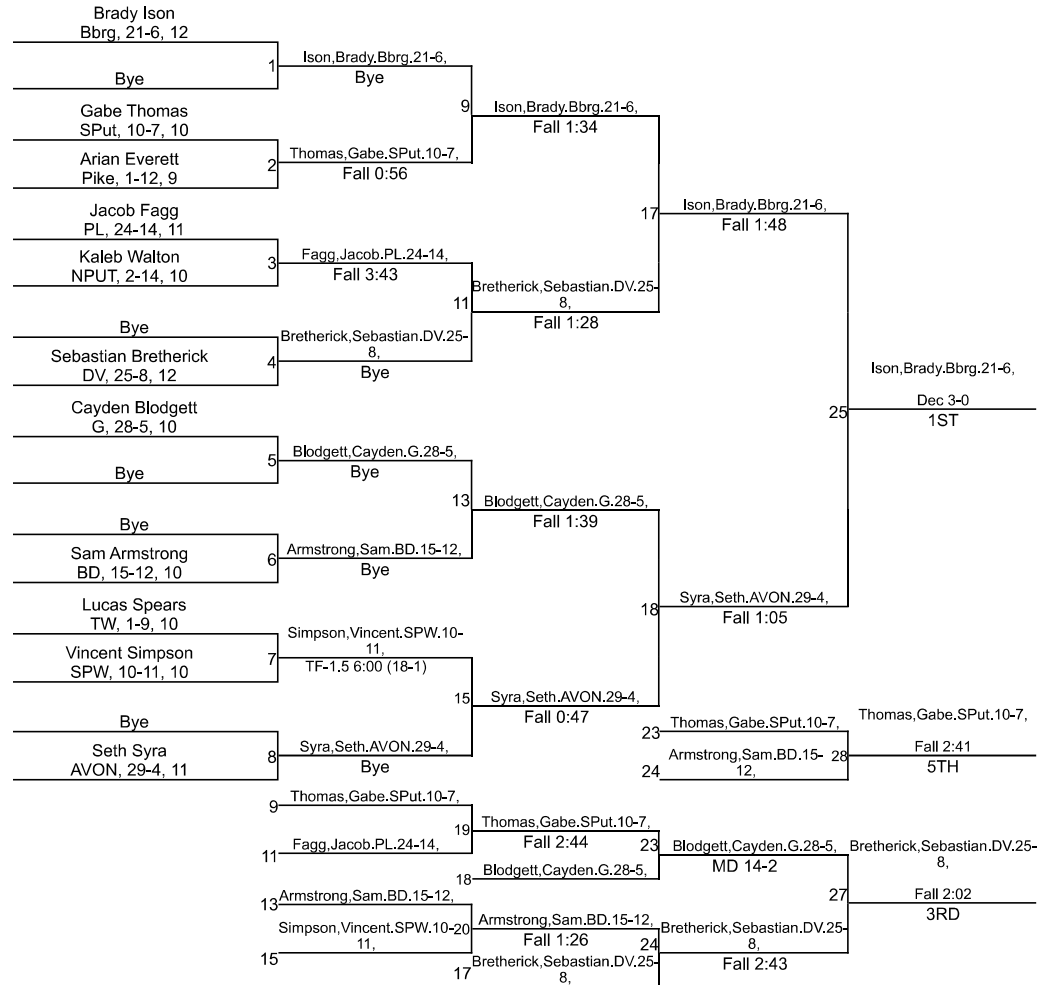 Brady Ison
Bbrg, 21-6, 12
1
Ison,Brady.Bbrg.21-6,
Bye
Bye
9
Ison,Brady.Bbrg.21-6,
Fall 1:34
Gabe Thomas
SPut, 10-7, 10
2
Thomas,Gabe.SPut.10-7,
Fall 0:56
Arian Everett
Pike, 1-12, 9
17
Ison,Brady.Bbrg.21-6,
Fall 1:48
Jacob Fagg
PL, 24-14, 11
3
Fagg,Jacob.PL.24-14,
Fall 3:43
Kaleb Walton
NPUT, 2-14, 10
11
Bretherick,Sebastian.DV.25-
8,
Fall 1:28
Bye
4
Bretherick,Sebastian.DV.25-
8,
Bye
Sebastian Bretherick
DV, 25-8, 12
25
Ison,Brady.Bbrg.21-6,
Dec 3-0
1ST
Cayden Blodgett
G, 28-5, 10
5
Blodgett,Cayden.G.28-5,
Bye
Bye
13
Blodgett,Cayden.G.28-5,
Fall 1:39
Bye
6
Armstrong,Sam.BD.15-12,
Bye
Sam Armstrong
BD, 15-12, 10
18
Syra,Seth.AVON.29-4,
Fall 1:05
Lucas Spears
TW, 1-9, 10
7
Simpson,Vincent.SPW.10-
11,
TF-1.5 6:00 (18-1)
Vincent Simpson
SPW, 10-11, 10
15
Syra,Seth.AVON.29-4,
Fall 0:47
Bye
8
Syra,Seth.AVON.29-4,
Bye
Seth Syra
AVON, 29-4, 11
23
Thomas,Gabe.SPut.10-7,
24
Armstrong,Sam.BD.15-
12,
28
Thomas,Gabe.SPut.10-7,
Fall 2:41
5TH
9
Thomas,Gabe.SPut.10-7,
11
Fagg,Jacob.PL.24-14,
19
Thomas,Gabe.SPut.10-7,
Fall 2:44
18
Blodgett,Cayden.G.28-5,
23
Blodgett,Cayden.G.28-5,
MD 14-2
13
Armstrong,Sam.BD.15-12,
15
Simpson,Vincent.SPW.10-
11,
20
Armstrong,Sam.BD.15-12,
Fall 1:26
17
Bretherick,Sebastian.DV.25-
8,
24
Bretherick,Sebastian.DV.25-
8,
Fall 2:43
27
Bretherick,Sebastian.DV.25-
8,
Fall 2:02
3RD